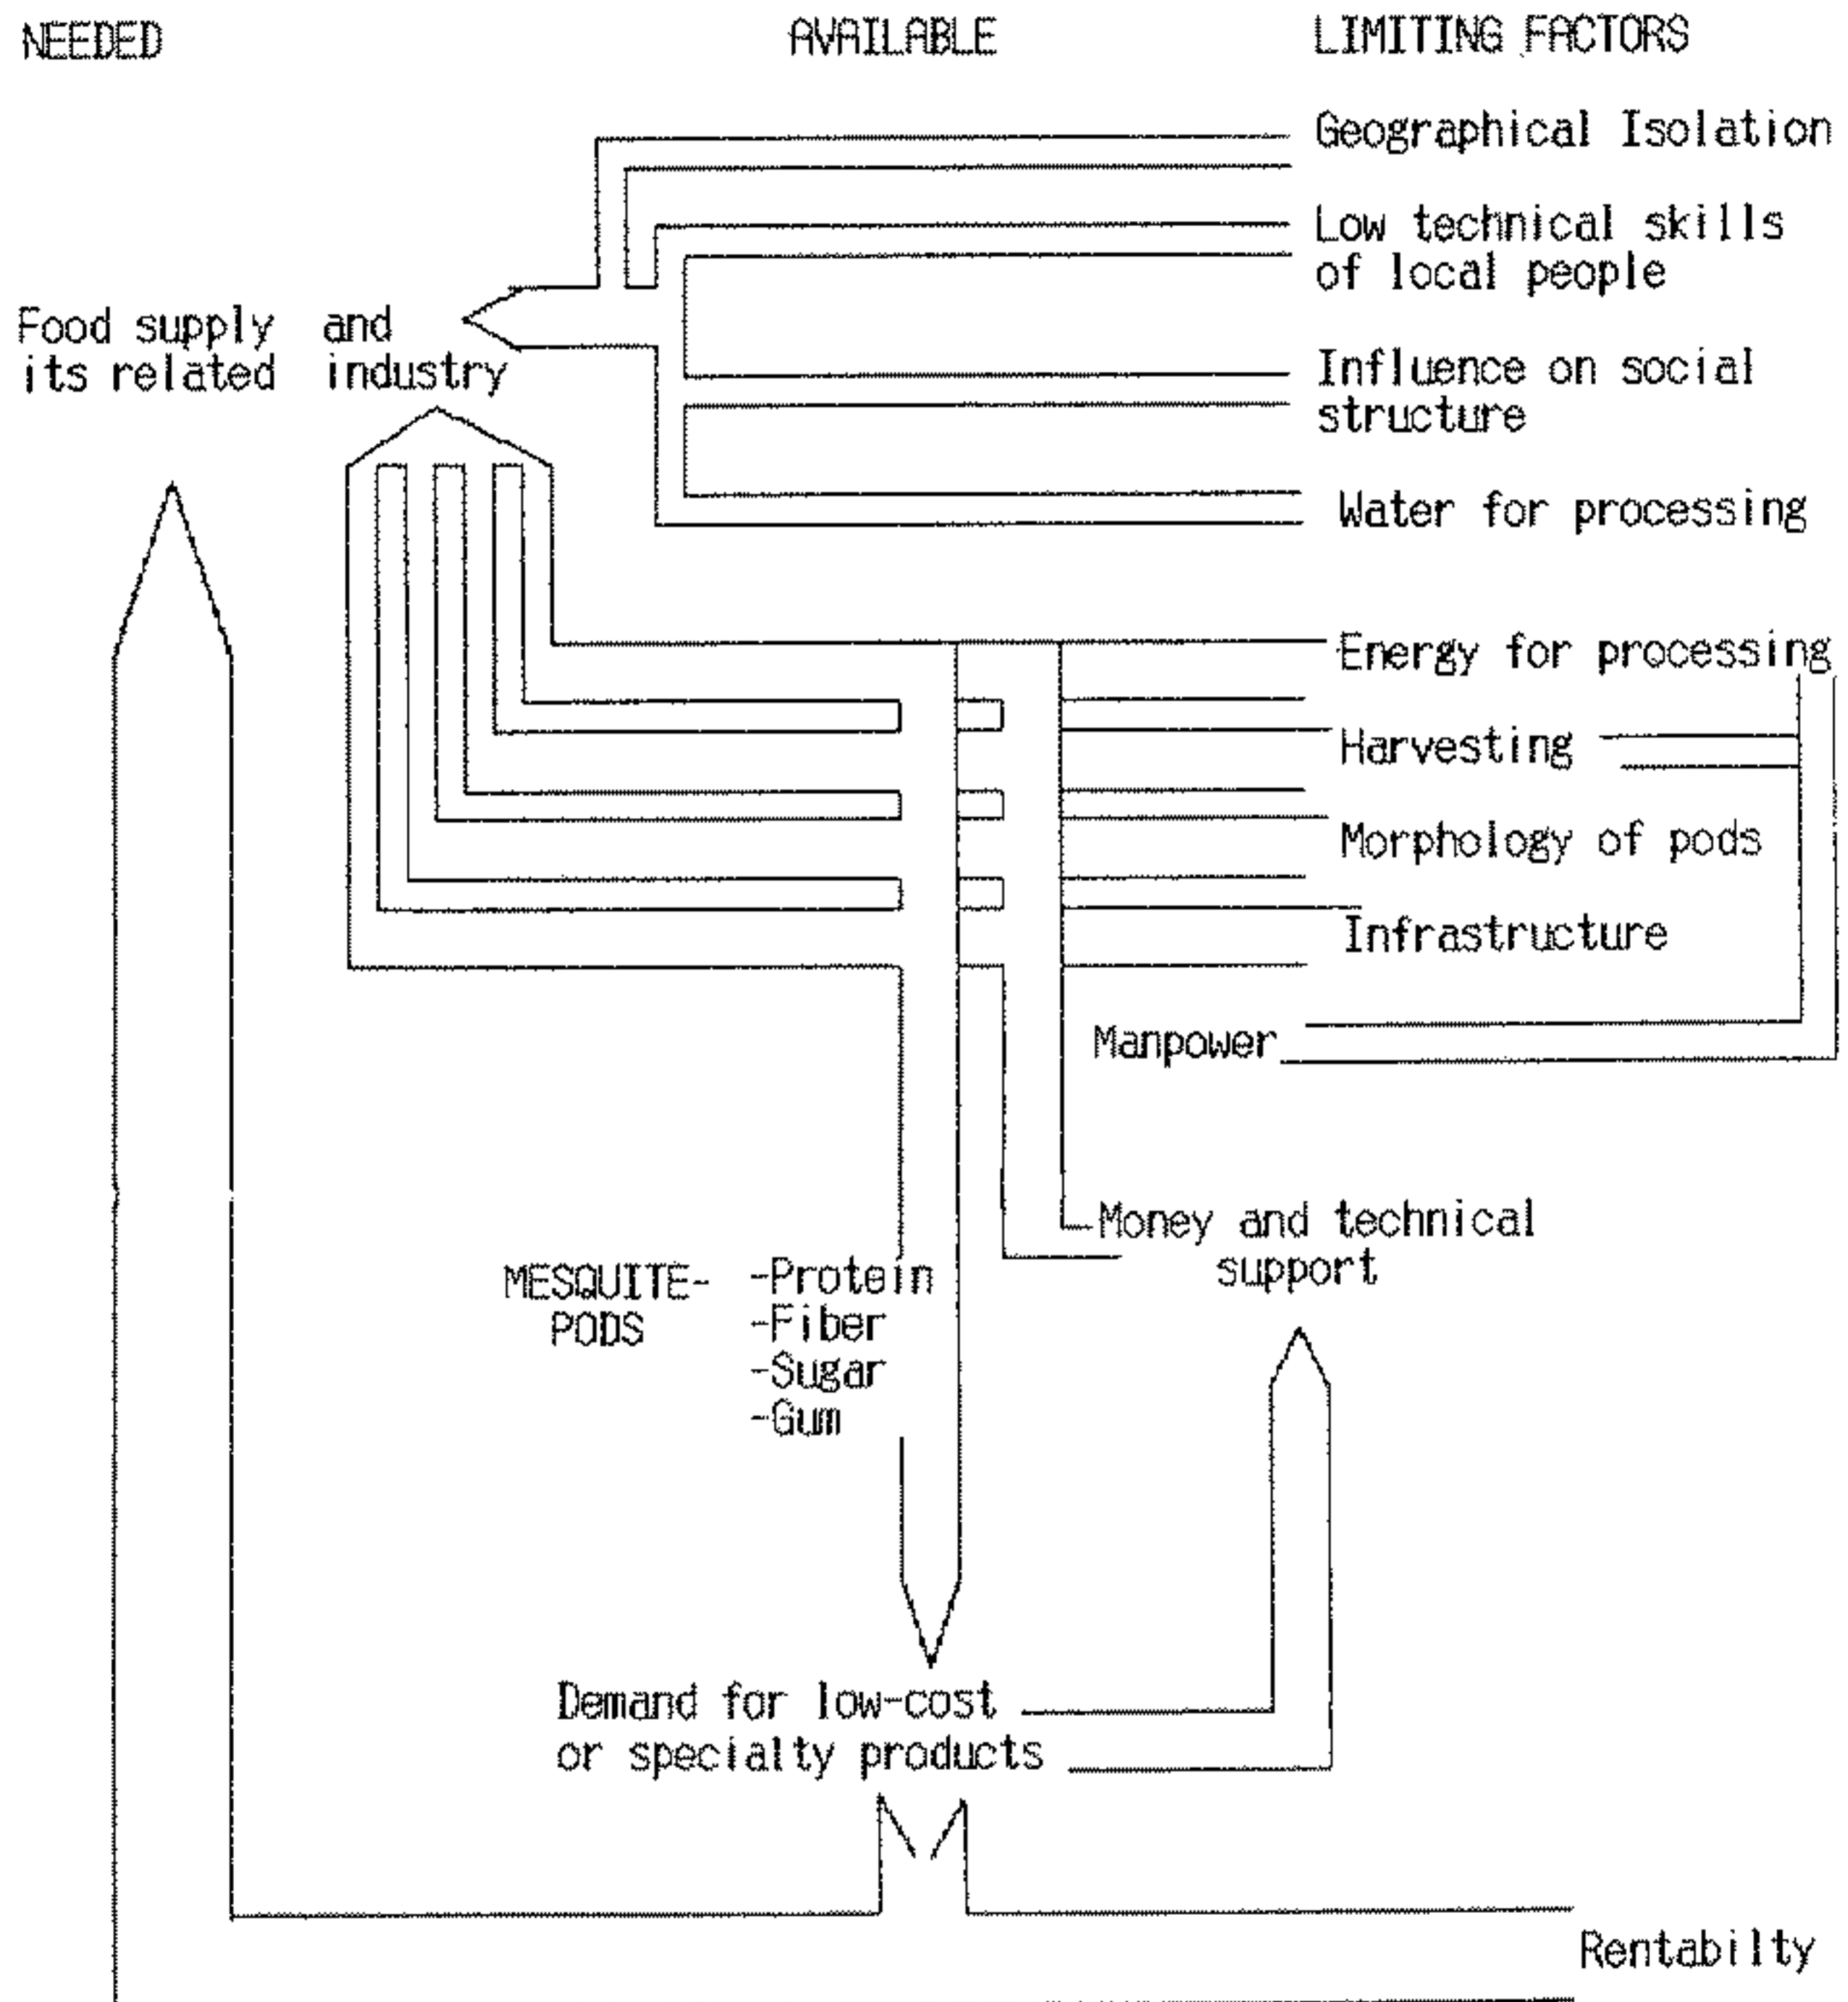 NEEDED AVAILABLE LIMITING FACTORS
Geographical Isolation
Low technical skills
of local people
Food supply and
its related industry
Influence on social
structure
Water for processing
Energy for processing
Harvesting
Morphology of pods
Infrastructure
Manpower
Money and technical
support
MESQUITE-
PODS
-Protein
-Fiber
-Sugar
-Gum
Demand for low-cost
or specialty products
Rentabilty